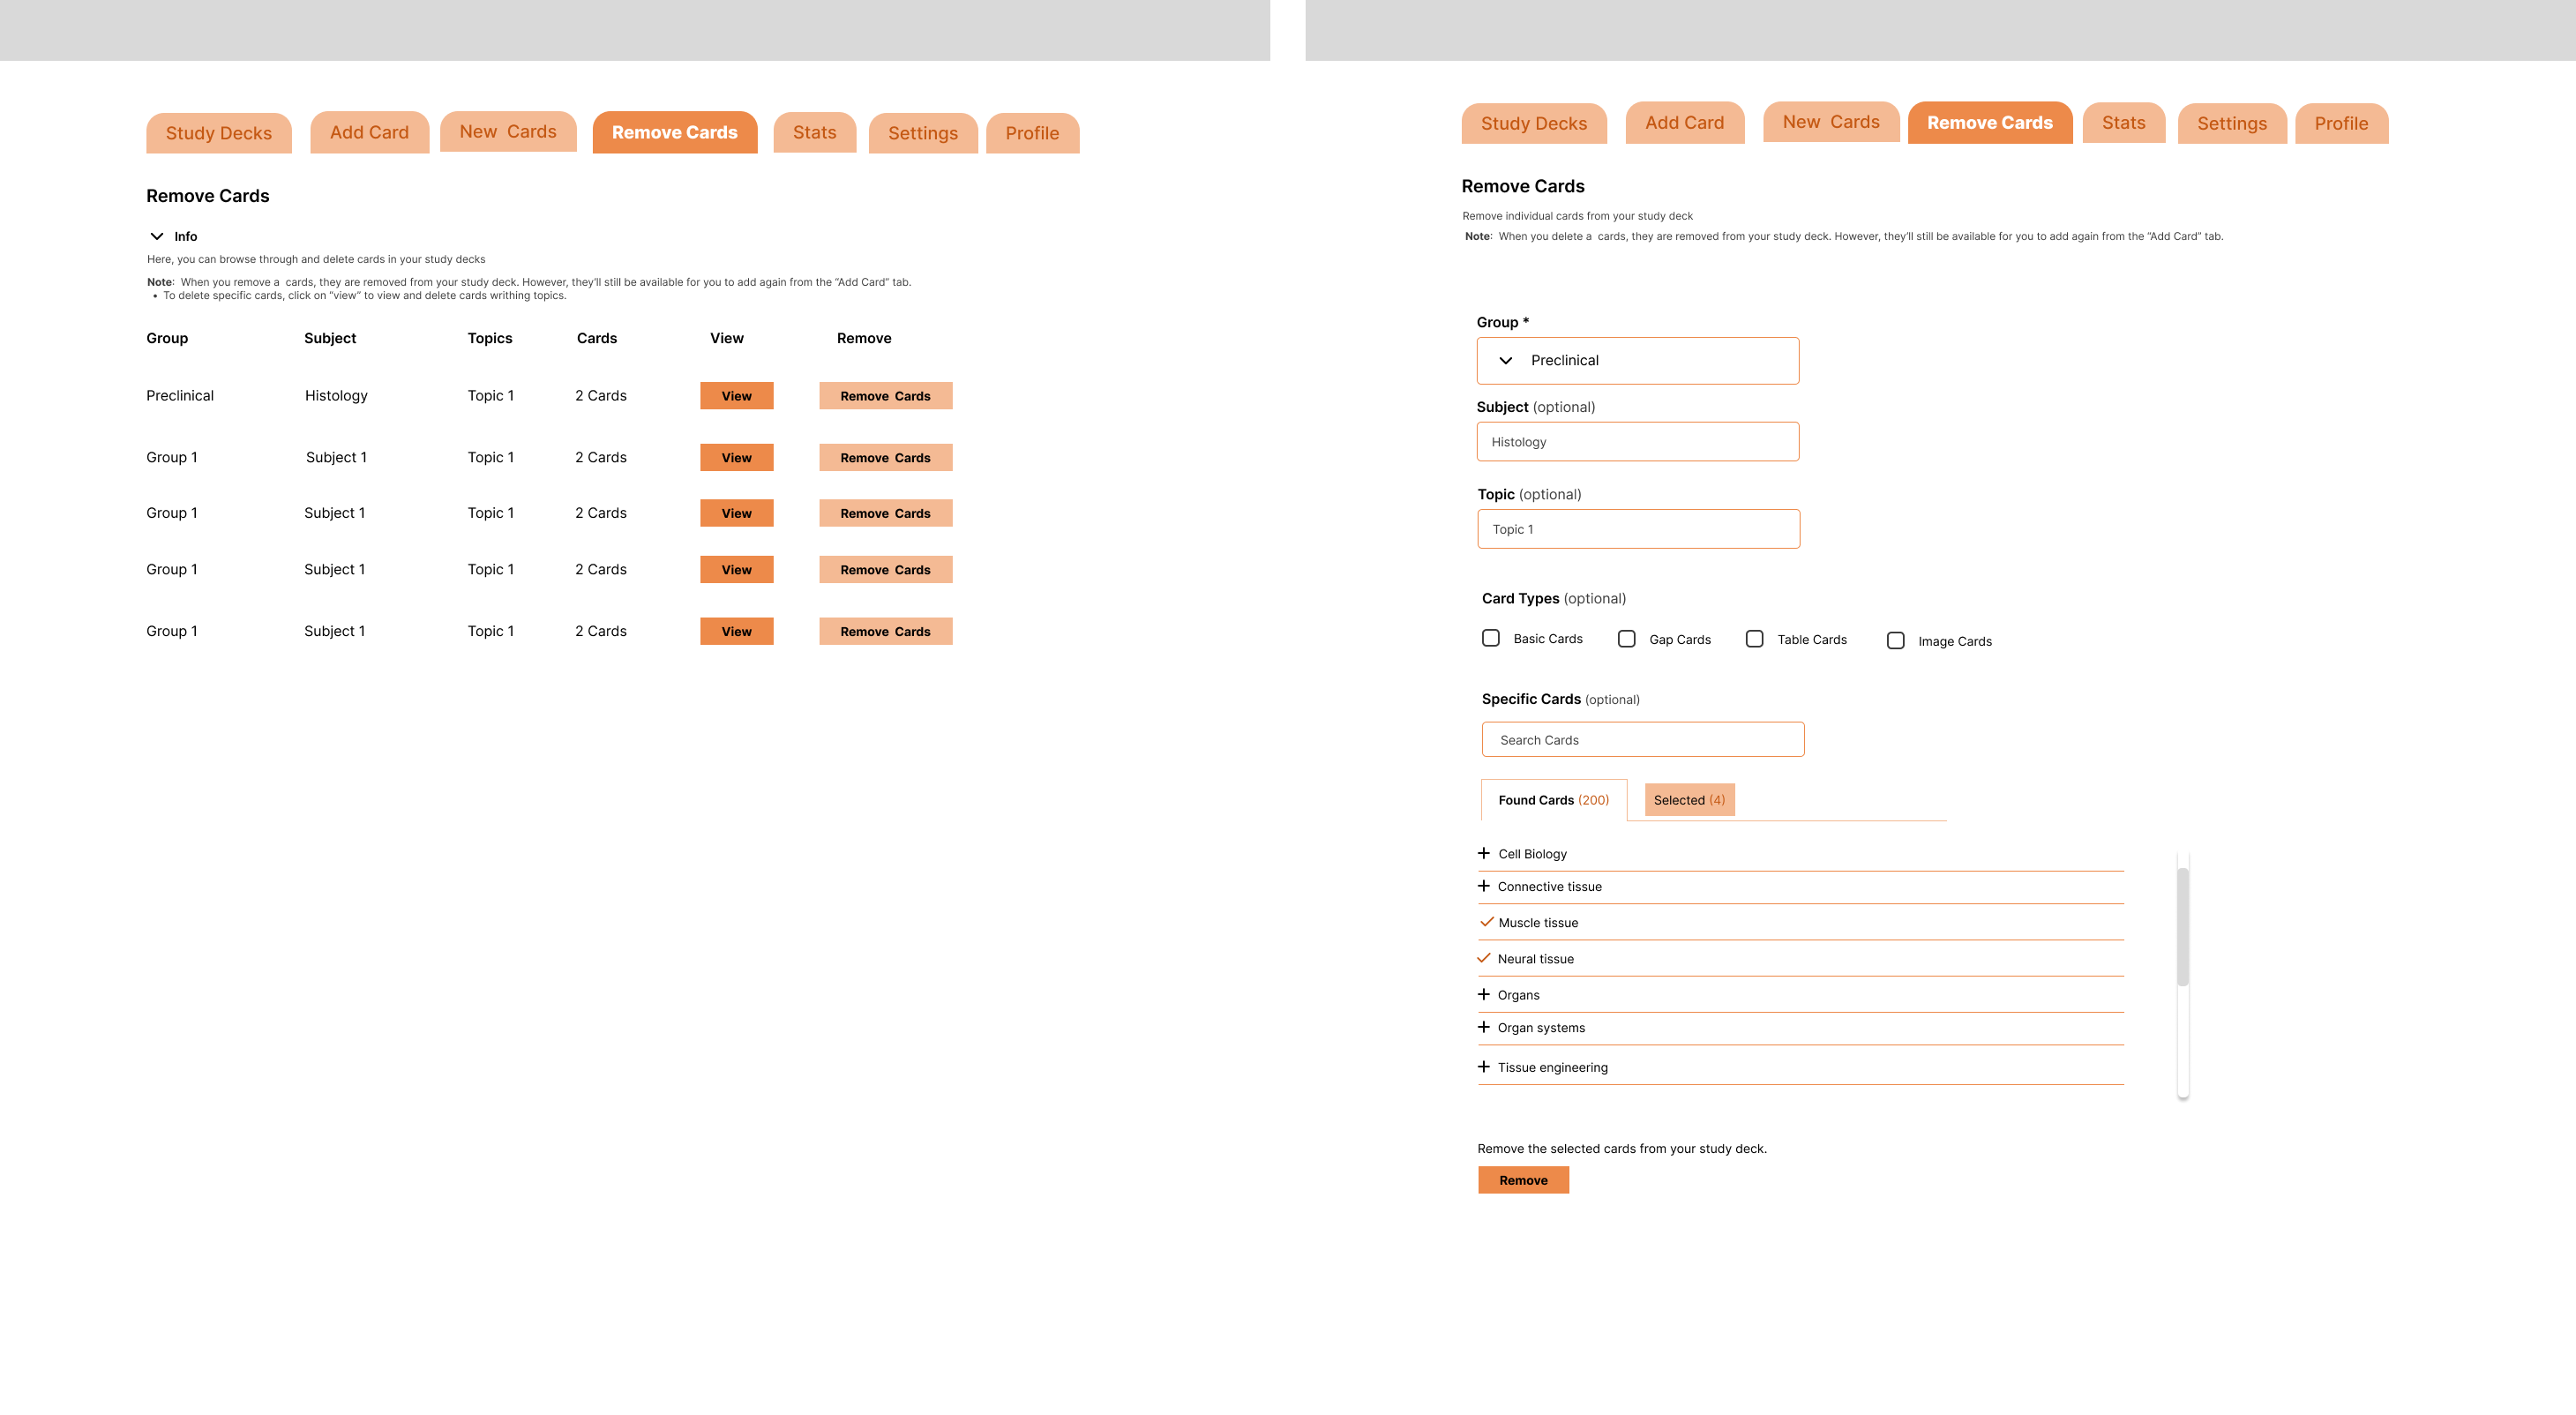 Study Decks Add Card New Cards Remove Cards Stats Settings Profile
Remove Cards
Info
Here, you can browse through and delete cards in your study decks
Note: When you remove a cards, they are removed from your study deck. However, they'll still be available for you to add again from the “Add Card” tab.
• To delete specific cards, click on “view” to view and delete cards writhing topics.
Group Subject Topics Cards View Remove
Preclinical Histology Topic 1 2 Cards View Remove Cards
Group 1 Subject 1 Topic 1 2 Cards View Remove Cards
Group 1 Subject 1 Topic 1 2 Cards View Remove Cards
Group 1 Subject 1 Topic 1 2 Cards View Remove Cards
Group 1 Subject 1 Topic 1 2 Cards View Remove Cards
Study Decks Add Card New Cards Remove Cards Stats Settings Profile
Remove Cards
Remove individual cards from your study deck
Note: When you delete a cards, they are removed from your study deck. However, they'll still be available for you to add again from the “Add Card” tab.
Group *
Preclinical
Subject (optional)
Histology
Topic (optional)
Topic 1
Card Types (optional)
Basic Cards Gap Cards Table Cards Image Cards
Specific Cards (optional)
Search Cards
Found Cards (200) Selected (4)
Cell Biology
Connective tissue
Muscle tissue
Neural tissue
Organs
Organ systems
Tissue engineering
Remove the selected cards from your study deck.
Remove